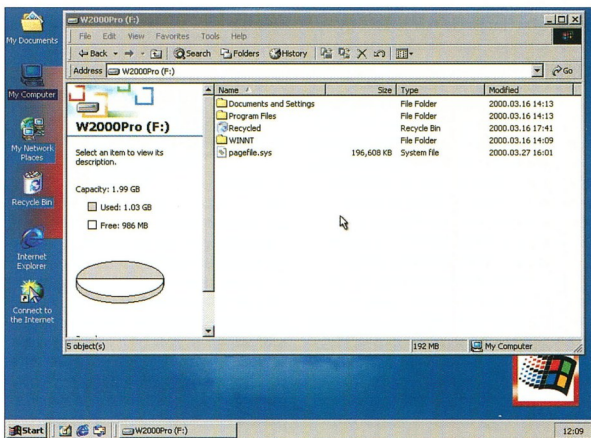 W2000Pro (F:)
File Edit View Favorites Tools Help
Back Search Folders History
Address W2000Pro (F:) Go
My Documents
My Computer
My Network
Places
Recycle Bin
Internet
Explorer
Connect to
the Internet
W2000Pro (F:)
Select an item to view its
description.
Capacity: 1.99 GB
Used: 1.03 GB
Free: 986 MB
Name Size Type Modified
Documents and Settings File Folder 2000.03.16 14:13
Program Files File Folder 2000.03.16 14:13
Recycled Recycle Bin 2000.03.16 17:41
WINNT File Folder 2000.03.16 14:09
pagefile.sys 196,608 KB System file 2000.03.27 16:01
5 object(s) 192 MB My Computer
Start W2000Pro (F:) 12:09